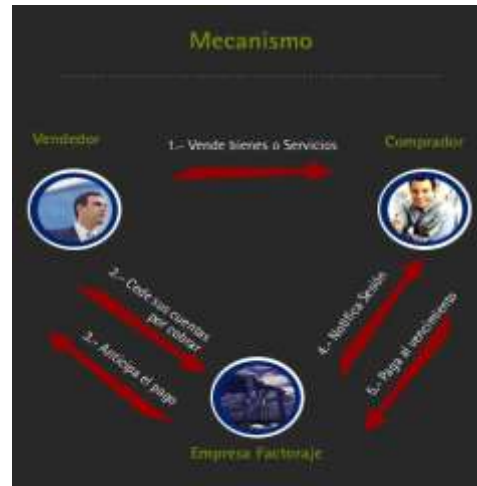 Mecanismo
Vendedor
1.- Vende bienes o Servicios
Comprador
2.- Cede sus cuentas
por cobrar
3.- Anticipa el pago
4.- Notifica Sesión
5.- Paga al vencimiento
Empresa Factoraje